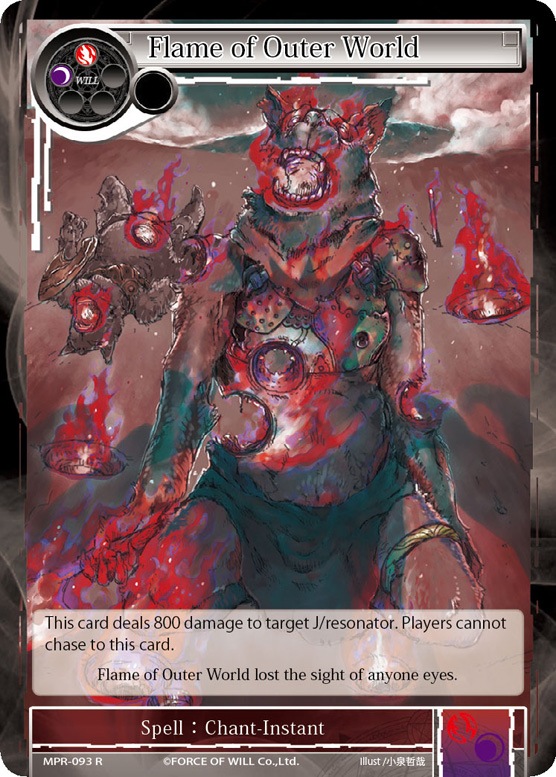 Flame of Outer World
WILL
This card deals 800 damage to target J/resonator. Players cannot
chase to this card.
Flame of Outer World lost the sight of anyone eyes.
Spell : Chant-Instant
MPR-093 R ©FORCE OF WILL Co.,Ltd. Illust /小泉哲哉